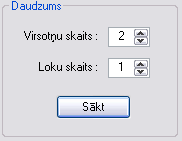 Daudzums
Virsotņu skaits : 2
Loku skaits : 1
Sākt